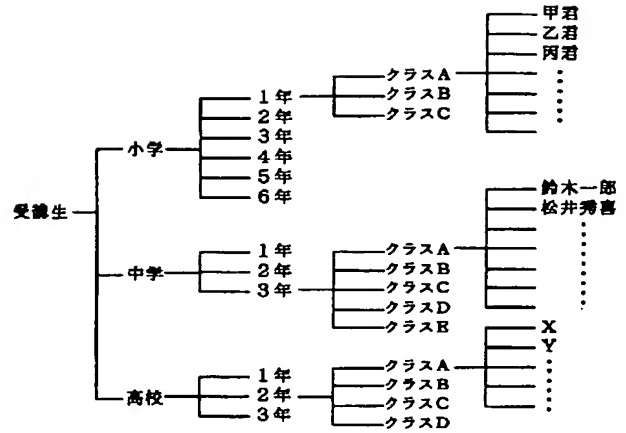 受講生
小学
1年
2年
3年
4年
5年
6年
クラスA
クラスB
クラスC
甲君
乙君
丙君
中学
1年
2年
3年
クラスA
クラスB
クラスC
クラスD
クラスE
鈴木一郎
松井秀喜
高校
1年
2年
3年
クラスA
クラスB
クラスC
クラスD
X
Y